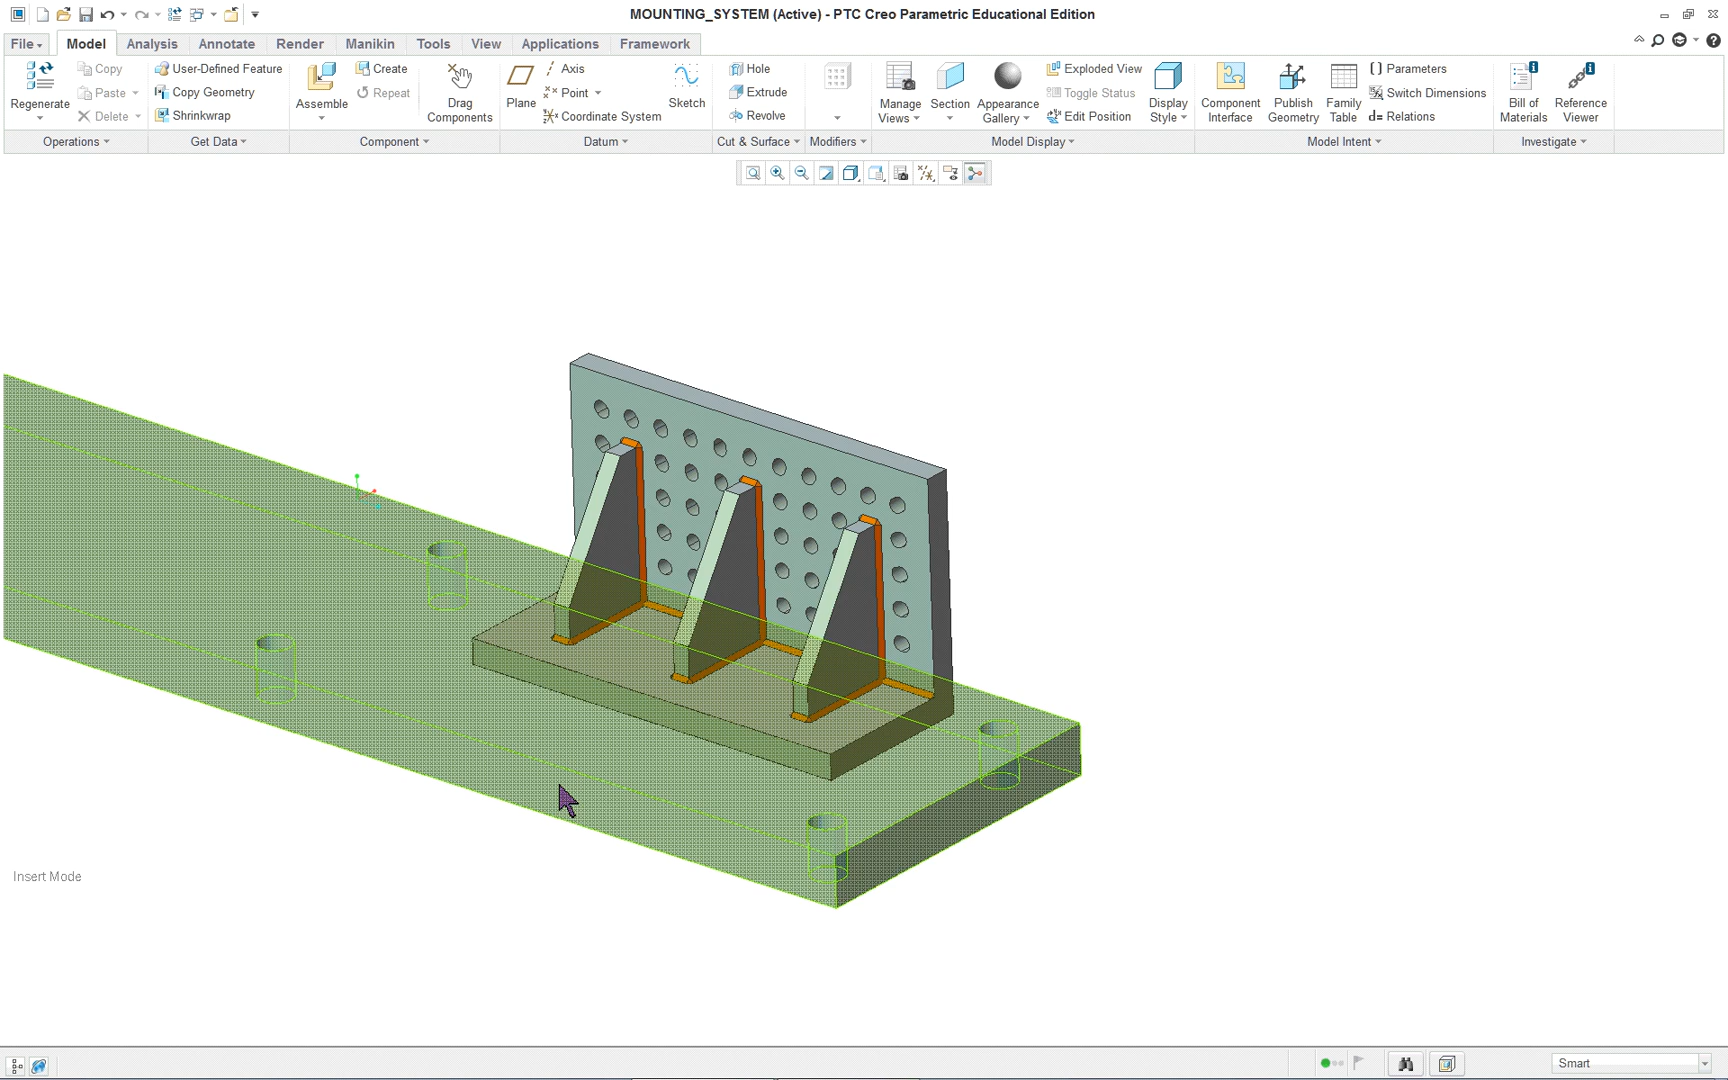 MOUNTING_SYSTEM (Active) - PTC Creo Parametric Educational Edition
File Model Analysis Annotate Render Manikin Tools View Applications Framework
Regenerate
Copy
Paste
Delete
Operations
User-Defined Feature
Copy Geometry
Shrinkwrap
Get Data
Assemble
Create
Repeat
Drag
Components
Component
Plane
Axis
Point
Coordinate System
Sketch
Datum
Hole
Extrude
Revolve
Cut & Surface
Modifiers
Manage
Views
Section
Appearance
Gallery
Exploded View
Toggle Status
Edit Position
Display
Style
Model Display
Component
Interface
Publish
Geometry
Family
Table
Parameters
Switch Dimensions
d= Relations
Model Intent
Bill of
Materials
Reference
Viewer
Investigate
Insert Mode
Smart